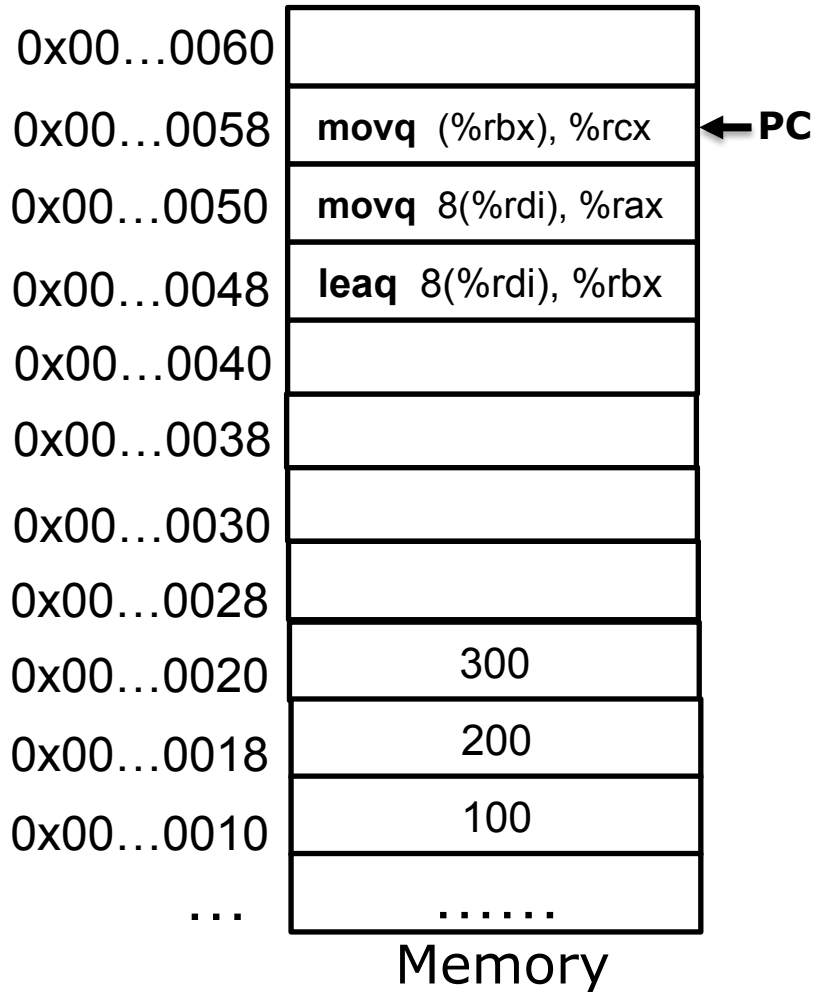 0x00…0060
0x00…0058 movq (%rbx), %rcx PC
0x00…0050 movq 8(%rdi), %rax
0x00…0048 leaq 8(%rdi), %rbx
0x00…0040
0x00…0038
0x00…0030
0x00…0028
0x00…0020 300
0x00…0018 200
0x00…0010 100
… ……
Memory